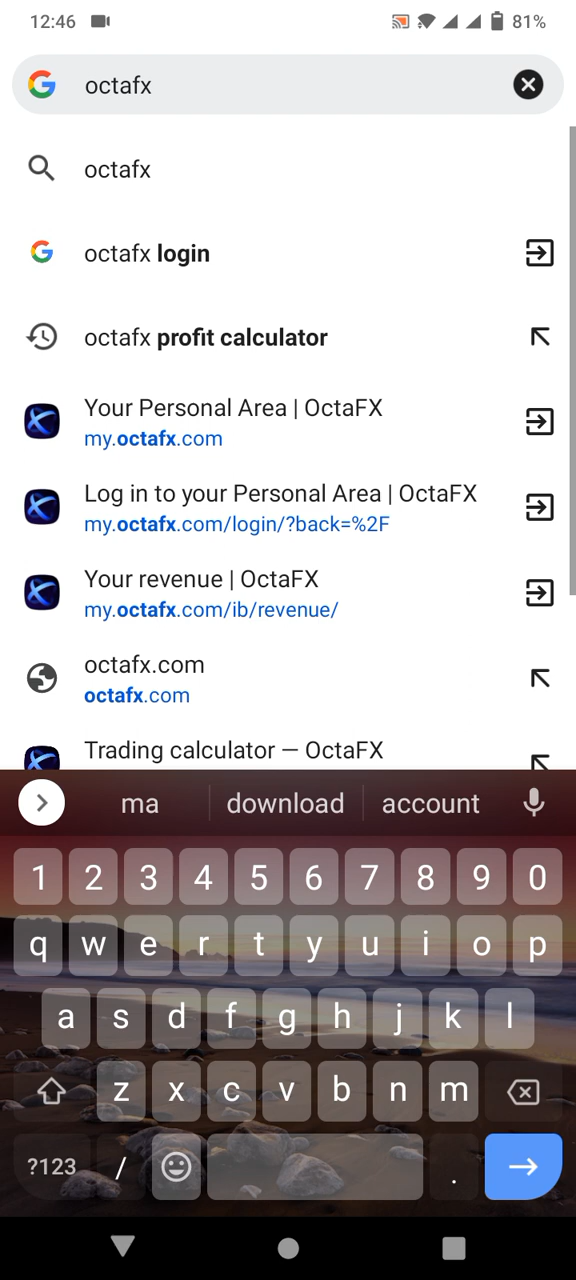 12:46 81%
octafx
octafx
octafx login
octafx profit calculator
Your Personal Area | OctaFX
my.octafx.com
Log in to your Personal Area | OctaFX
my.octafx.com/login/?back=%2F
Your revenue | OctaFX
my.octafx.com/ib/revenue/
octafx.com
octafx.com
Trading calculator — OctaFX
ma download account
1 2 3 4 5 6 7 8 9 0
q w e r t y u i o p
a s d f g h j k l
z x c v b n m
?123 / .